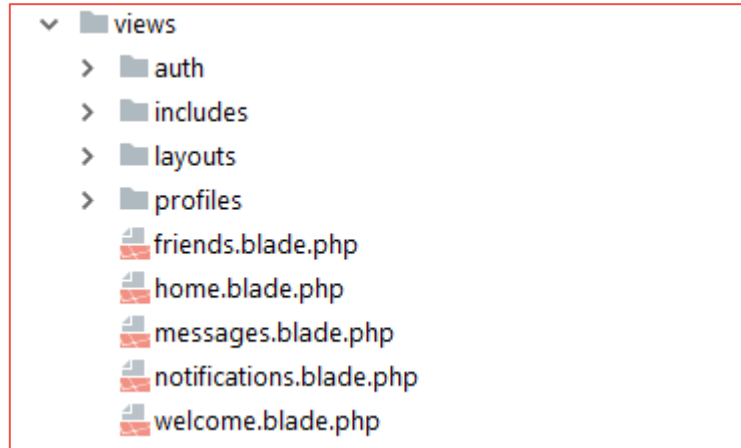 views
auth
includes
layouts
profiles
friends.blade.php
home.blade.php
messages.blade.php
notifications.blade.php
welcome.blade.php